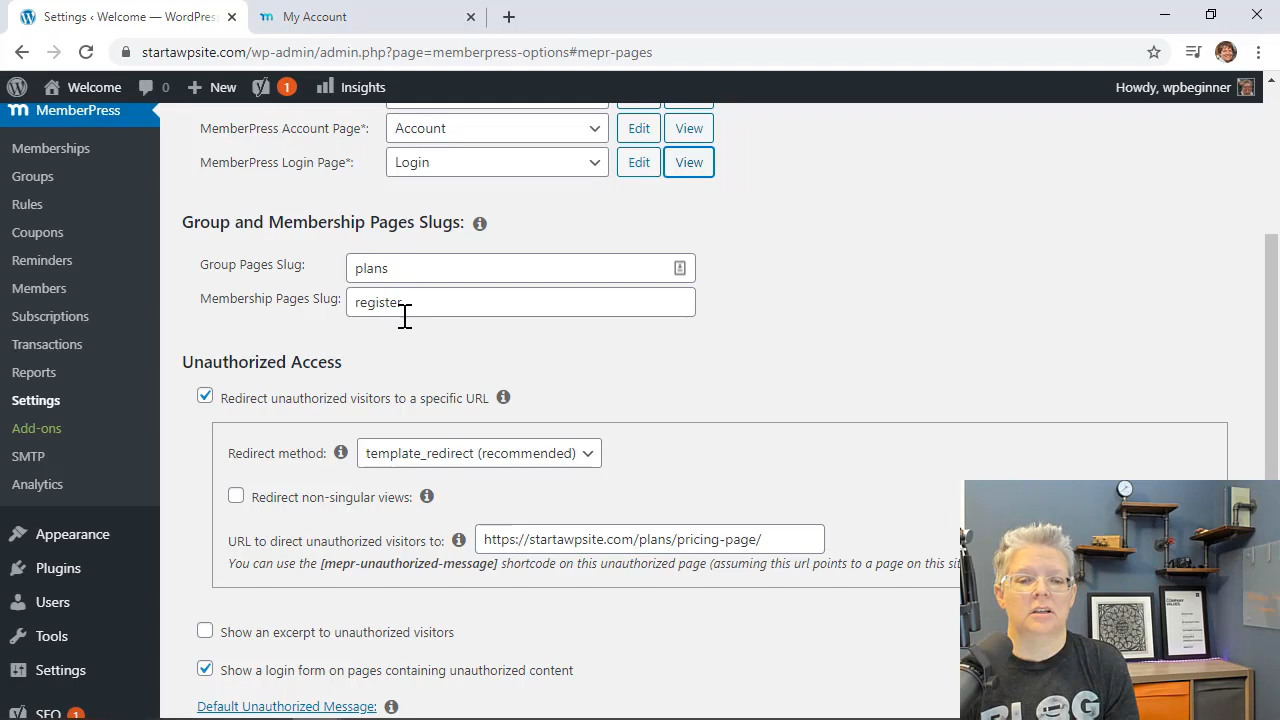 Settings ‹ Welcome — WordPres
My Account
startawpsite.com/wp-admin/admin.php?page=memberpress-options#mepr-pages
Welcome
0
New
1
Insights
Howdy, wpbeginner
MemberPress
Memberships
Groups
Rules
Coupons
Reminders
Members
Subscriptions
Transactions
Reports
Settings
Add-ons
SMTP
Analytics
Appearance
Plugins
Users
Tools
Settings
SEO
1
MemberPress Account Page*:
Account
Edit
View
MemberPress Login Page*:
Login
Edit
View
Group and Membership Pages Slugs:
Group Pages Slug:
plans
Membership Pages Slug:
register
Unauthorized Access
Redirect unauthorized visitors to a specific URL
Redirect method:
template_redirect (recommended)
Redirect non-singular views:
URL to direct unauthorized visitors to:
https://startawpsite.com/plans/pricing-page/
You can use the [mepr-unauthorized-message] shortcode on this unauthorized page (assuming this url points to a page on this sit
Show an excerpt to unauthorized visitors
Show a login form on pages containing unauthorized content
Default Unauthorized Message:
COMPANY
VALUES
BLOG